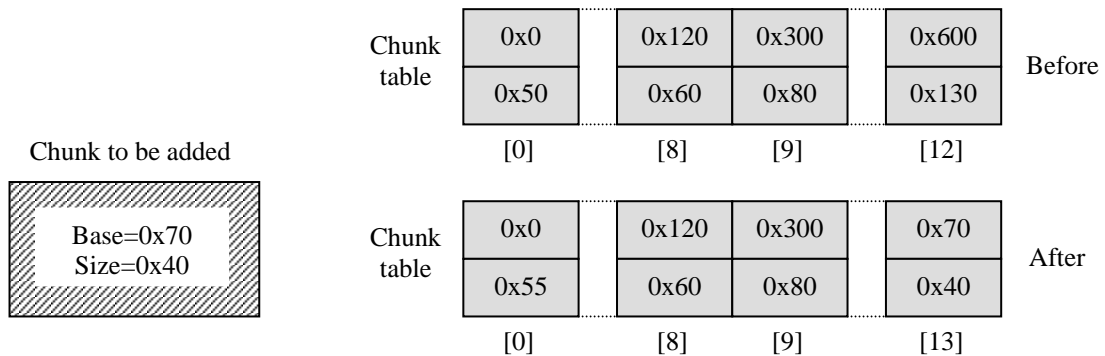 Chunk table
0x0 0x120 0x300 0x600
0x50 0x60 0x80 0x130
Before
[0] [8] [9] [12]
Chunk to be added
Base=0x70
Size=0x40
Chunk table
0x0 0x120 0x300 0x70
0x55 0x60 0x80 0x40
After
[0] [8] [9] [13]